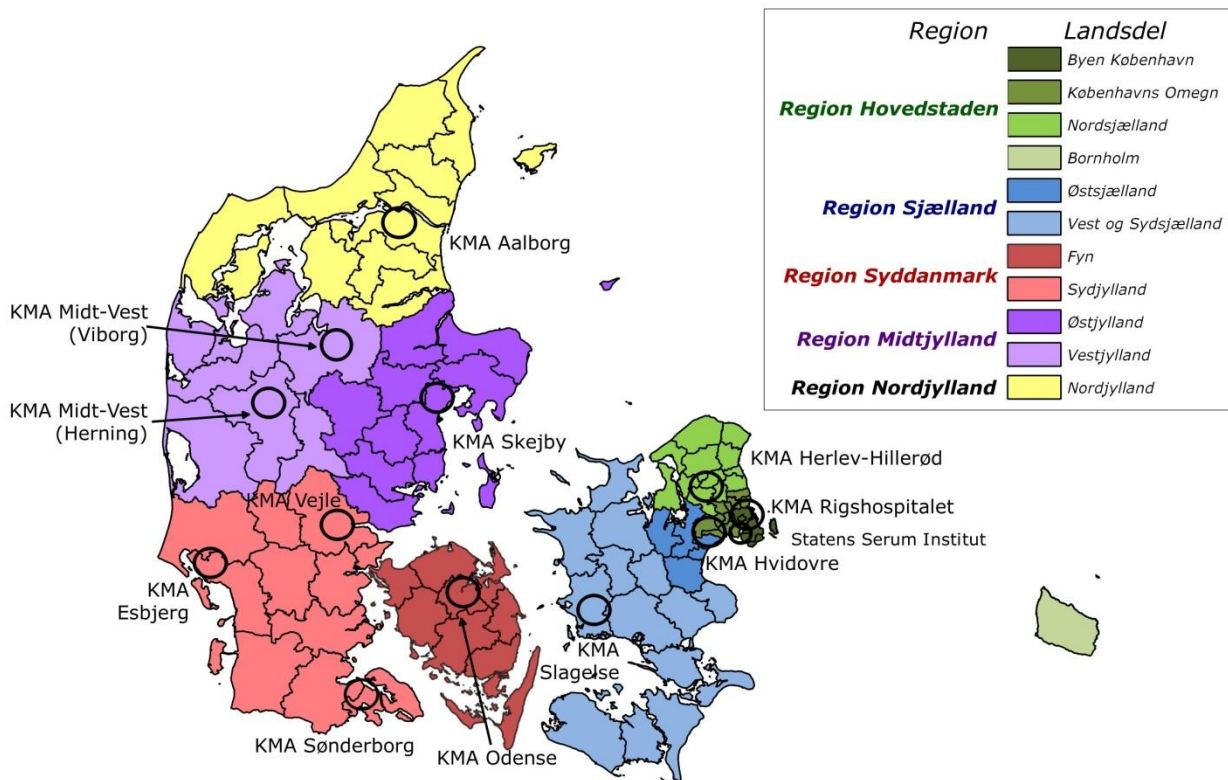 Region Landsdel
Byen København
Københavns Omegn
Region Hovedstaden
Nordsjælland
Bornholm
Østsjælland
Region Sjælland
Vest og Sydsjælland
Fyn
Region Syddanmark
Sydjylland
Østjylland
Region Midtjylland
Vestjylland
Region Nordjylland
Nordjylland
KMA Aalborg
KMA Midt-Vest
(Viborg)
KMA Midt-Vest
(Herning)
KMA Skejby
KMA Herlev-Hillerød
KMA Vejle
KMA Rigshospitalet
Statens Serum Institut
KMA Hvidovre
KMA
Esbjerg
KMA
Slagelse
KMA Sønderborg
KMA Odense